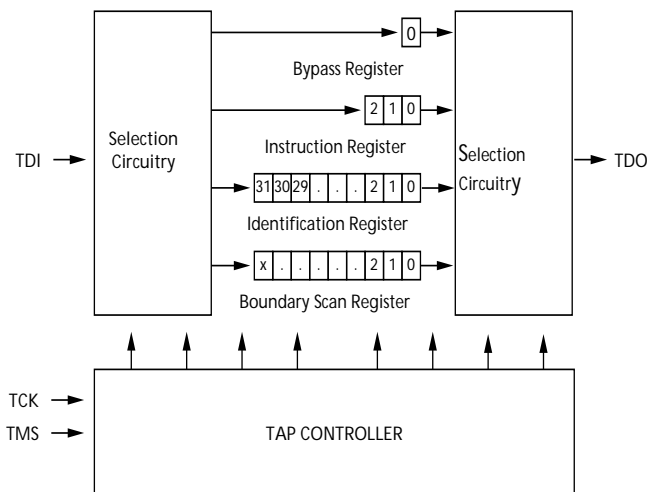 0
Bypass Register
2 1 0
Selection
Circuitry
TDI
Instruction Register
Selection
Circuitry
TDO
31 30 29 . . . 2 1 0
Identification Register
x . . . . . 2 1 0
Boundary Scan Register
TCK
TMS
TAP CONTROLLER